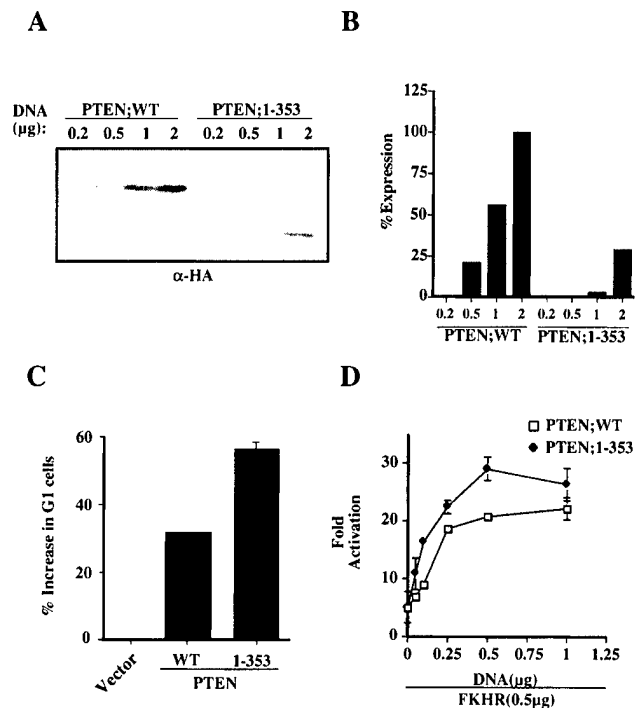 A
DNA
(μg):
PTEN;WT PTEN;1-353
0.2 0.5 1 2 0.2 0.5 1 2
α-HA
B
% Expression
125
100
75
50
25
0
0.2 0.5 1 2 0.2 0.5 1 2
PTEN;WT PTEN;1-353
C
% Increase in G1 cells
60
40
20
0
Vector WT 1-353
PTEN
D
PTEN;WT
PTEN;1-353
Fold
Activation
30
20
10
0
0 0.25 0.5 0.75 1 1.25
DNA(μg)
FKHR(0.5μg)